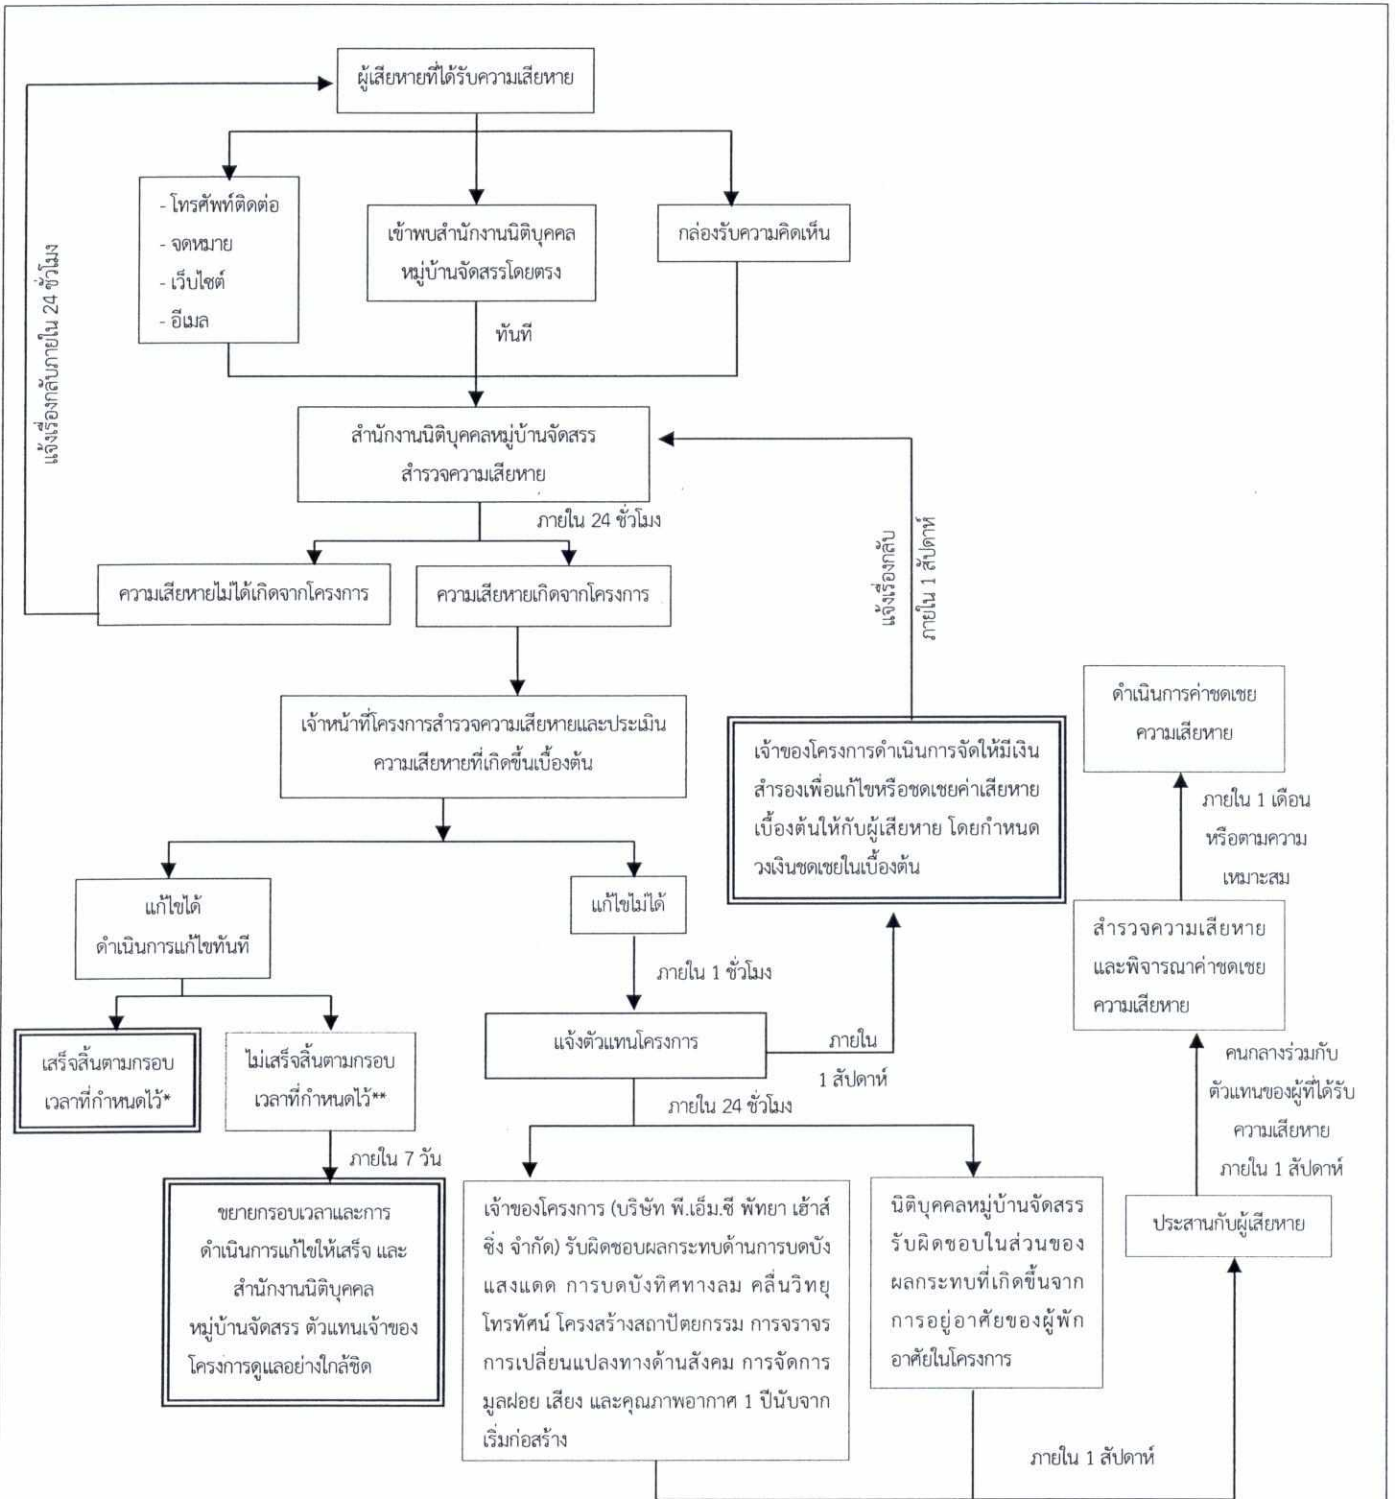 ผู้เสียหายที่ได้รับความเสียหาย
- โทรศัพท์ติดต่อ
- จดหมาย
- เว็บไซต์
- อีเมล
เข้าพบสำนักงานนิติบุคคล
หมู่บ้านจัดสรรโดยตรง
กล่องรับความคิดเห็น
แจ้งเรื่องกลับภายใน 24 ชั่วโมง
ทันที
สำนักงานนิติบุคคลหมู่บ้านจัดสรร
สำรวจความเสียหาย
ภายใน 24 ชั่วโมง
ความเสียหายไม่ได้เกิดจากโครงการ
ความเสียหายเกิดจากโครงการ
แจ้งเรื่องกลับ
ภายใน 1 สัปดาห์
เจ้าหน้าที่โครงการสำรวจความเสียหายและประเมิน
ความเสียหายที่เกิดขึ้นเบื้องต้น
เจ้าของโครงการดำเนินการจัดให้มีเงิน
สำรองเพื่อแก้ไขหรือชดเชยค่าเสียหาย
เบื้องต้นให้กับผู้เสียหาย โดยกำหนด
วงเงินชดเชยในเบื้องต้น
ดำเนินการค่าชดเชย
ความเสียหาย
ภายใน 1 เดือน
หรือตามความ
เหมาะสม
แก้ไขได้
ดำเนินการแก้ไขทันที
แก้ไขไม่ได้
สำรวจความเสียหาย
และพิจารณาค่าชดเชย
ความเสียหาย
ภายใน 1 ชั่วโมง
เสร็จสิ้นตามกรอบ
เวลาที่กำหนดไว้*
ไม่เสร็จสิ้นตามกรอบ
เวลาที่กำหนดไว้**
แจ้งตัวแทนโครงการ
ภายใน
1 สัปดาห์
คนกลางร่วมกับ
ตัวแทนของผู้ที่ได้รับ
ความเสียหาย
ภายใน 1 สัปดาห์
ภายใน 24 ชั่วโมง
ภายใน 7 วัน
ขยายกรอบเวลาและการ
ดำเนินการแก้ไขให้เสร็จ และ
สำนักงานนิติบุคคล
หมู่บ้านจัดสรร ตัวแทนเจ้าของ
โครงการดูแลอย่างใกล้ชิด
เจ้าของโครงการ (บริษัท พี.เอ็ม.ซี พัทยา เฮ้าส์
ซิ่ง จำกัด) รับผิดชอบผลกระทบด้านการบดบัง
แสงแดด การบดบังทิศทางลม คลื่นวิทยุ
โทรทัศน์ โครงสร้างสถาปัตยกรรม การจราจร
การเปลี่ยนแปลงทางด้านสังคม การจัดการ
มูลฝอย เสียง และคุณภาพอากาศ 1 ปีนับจาก
เริ่มก่อสร้าง
นิติบุคคลหมู่บ้านจัดสรร
รับผิดชอบในส่วนของ
ผลกระทบที่เกิดขึ้นจาก
การอยู่อาศัยของผู้พัก
อาศัยในโครงการ
ประสานกับผู้เสียหาย
ภายใน 1 สัปดาห์